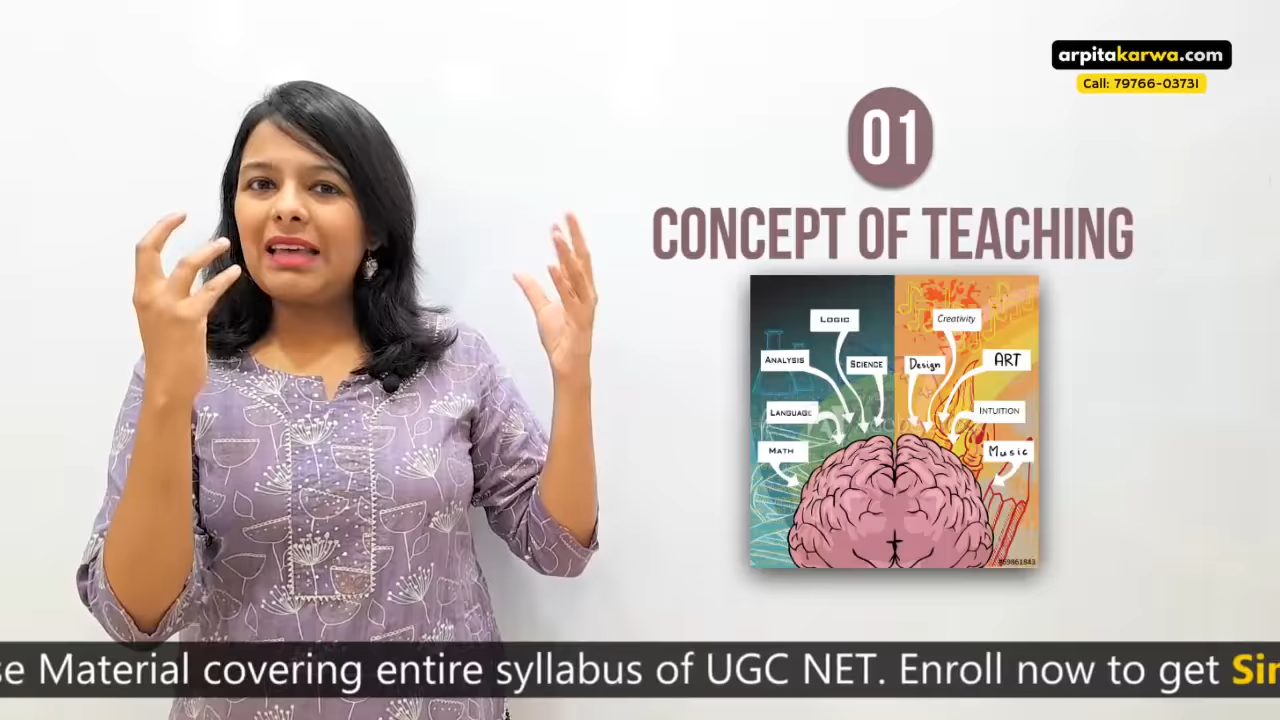 arpitakarwa.com
Call: 79766-03731
01
CONCEPT OF TEACHING
LOGIC
Creativity
ANALYSIS
SCIENCE
Design
ART
LANGUAGE
INTUITION
MATH
Music
se Material covering entire syllabus of UGC NET. Enroll now to get Sir